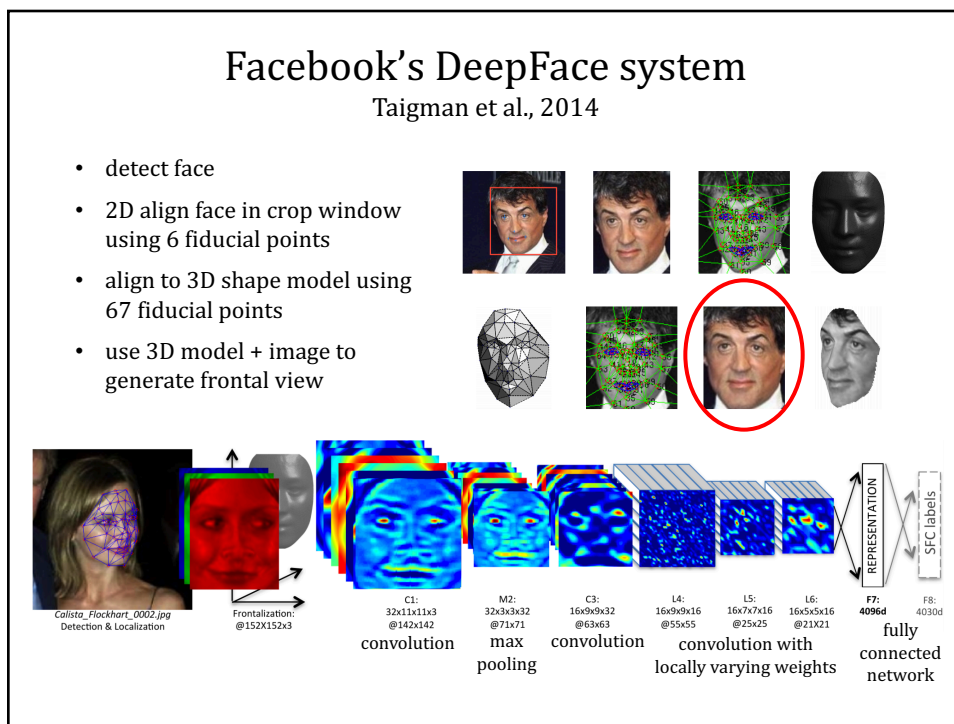 Facebook's DeepFace system
Taigman et al., 2014
• detect face
• 2D align face in crop window
using 6 fiducial points
• align to 3D shape model using
67 fiducial points
• use 3D model + image to
generate frontal view
Calista_Flockhart_0002.jpg
Detection & Localization
Frontalization:
@152X152x3
C1:
32x11x11x3
@142x142
convolution
M2:
32x3x3x32
@71x71
max
pooling
C3:
16x9x9x32
@63x63
convolution
L4:
16x9x9x16
@55x55
L5:
16x7x7x16
@25x25
L6:
16x5x5x16
@21X21
convolution with
locally varying weights
REPRESENTATION
SFC labels
F7:
4096d
F8:
4030d
fully
connected
network